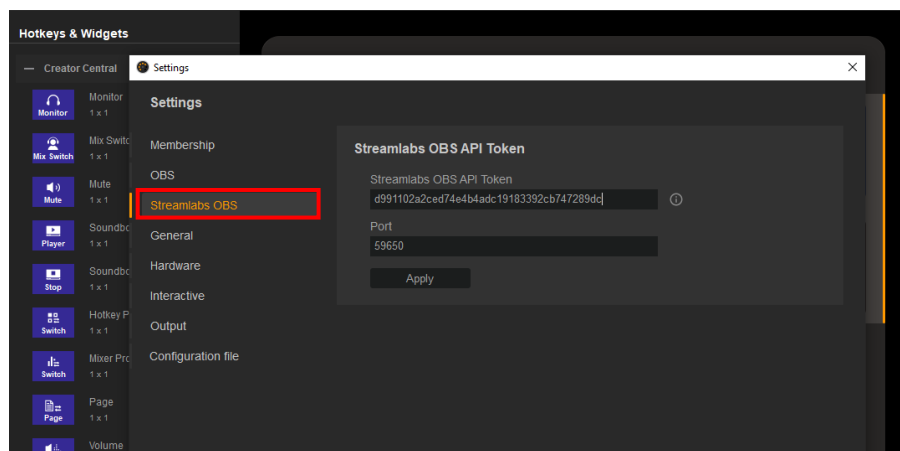 Hotkeys & Widgets
Creator Central
Monitor
Monitor
1 x 1
Mix Switch
Mix Switc
1 x 1
Mute
Mute
1 x 1
Player
Soundbo
1 x 1
Stop
Soundbo
1 x 1
Switch
Hotkey P
1 x 1
Switch
Mixer Pro
1 x 1
Page
Page
1 x 1
Volume
Settings
Settings
Membership
OBS
Streamlabs OBS
General
Hardware
Interactive
Output
Configuration file
Streamlabs OBS API Token
Streamlabs OBS API Token
d991102a2ced74e4b4adc19183392cb747289dc
Port
59650
Apply